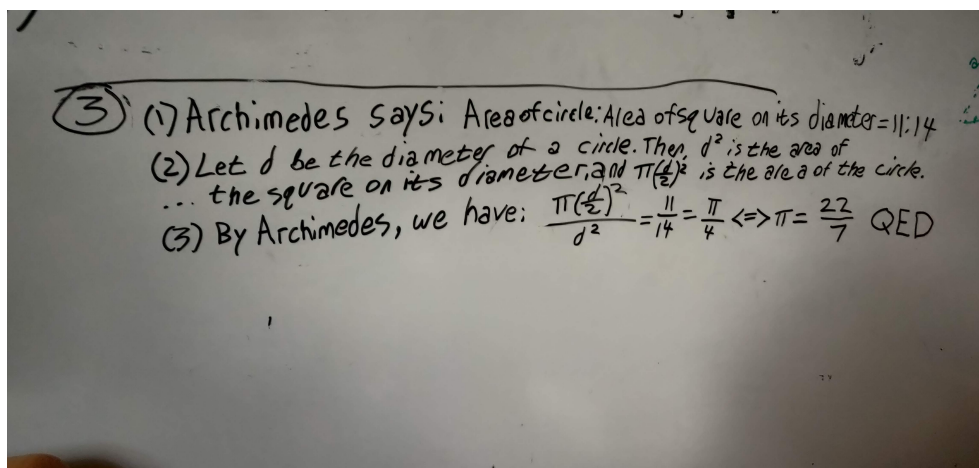 ③ (1) Archimedes says: Area of circle: Area of square on its diameter = 11:14
(2) Let d be the diameter of a circle. Then, d² is the area of
... the square on its diameter, and π(d/2)² is the area of the circle.
(3) By Archimedes, we have: π(d/2)²/d² = 11/14 = π/4 <=> π = 22/7 QED